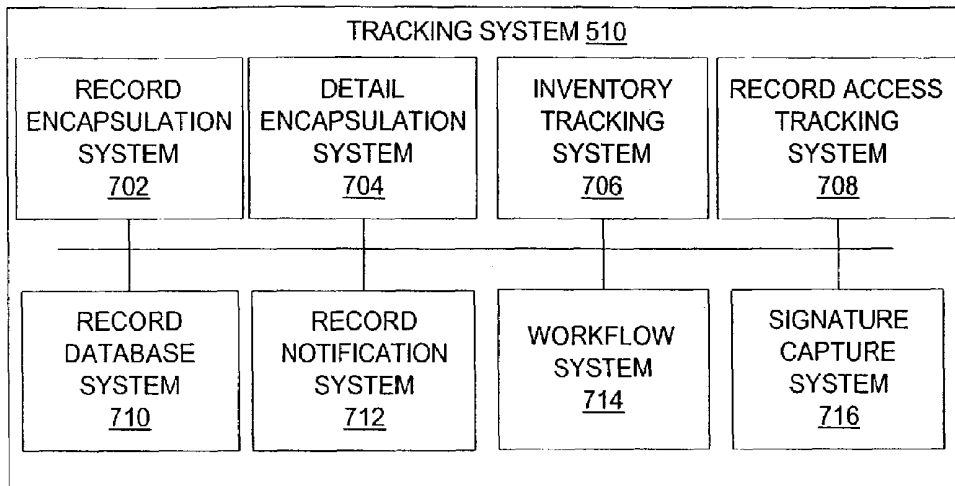 TRACKING SYSTEM 510
RECORD
ENCAPSULATION
SYSTEM
702
DETAIL
ENCAPSULATION
SYSTEM
704
INVENTORY
TRACKING
SYSTEM
706
RECORD ACCESS
TRACKING
SYSTEM
708
RECORD
DATABASE
SYSTEM
710
RECORD
NOTIFICATION
SYSTEM
712
WORKFLOW
SYSTEM
714
SIGNATURE
CAPTURE
SYSTEM
716